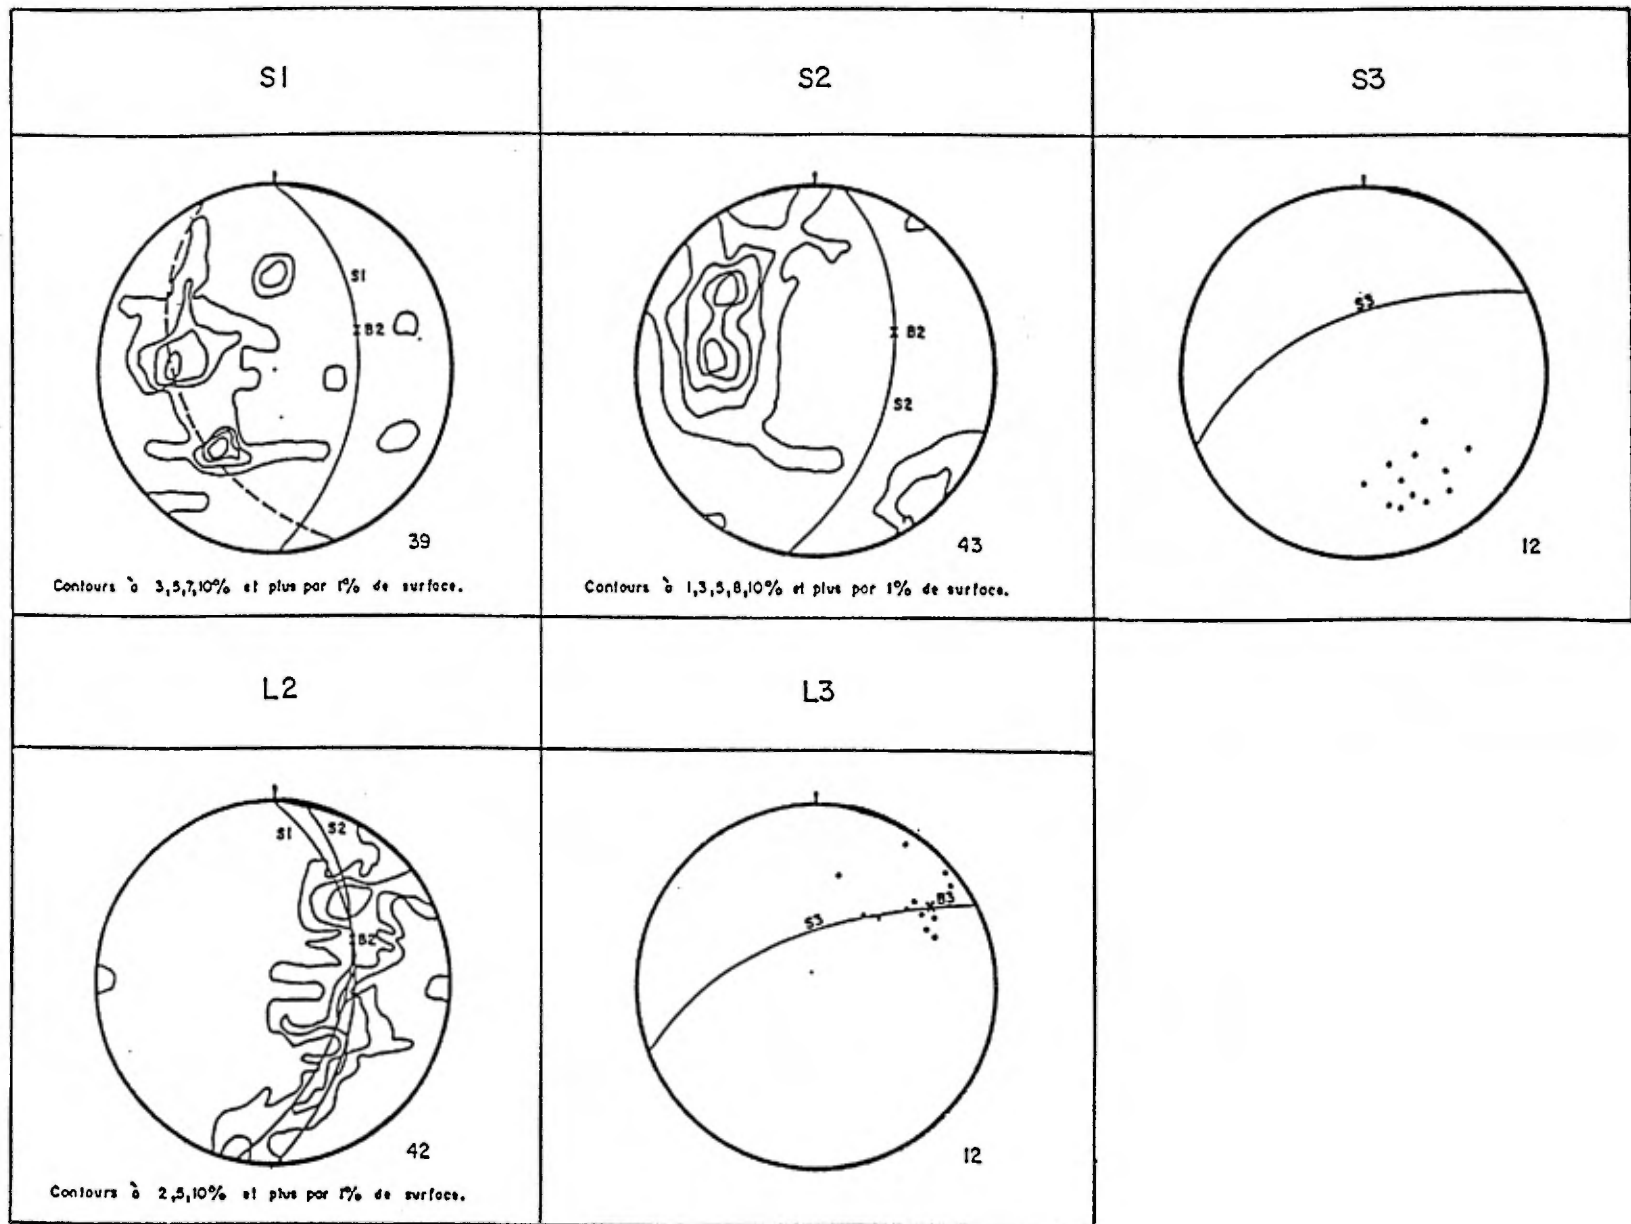 S1
S2
S3
S1
B2
39
Contours à 3,5,7,10% et plus par 1% de surface.
B2
S2
43
Contours à 1,3,5,8,10% et plus par 1% de surface.
S3
12
L2
L3
S1
S2
B2
42
Contours à 2,5,10% et plus par 1% de surface.
B3
S3
12